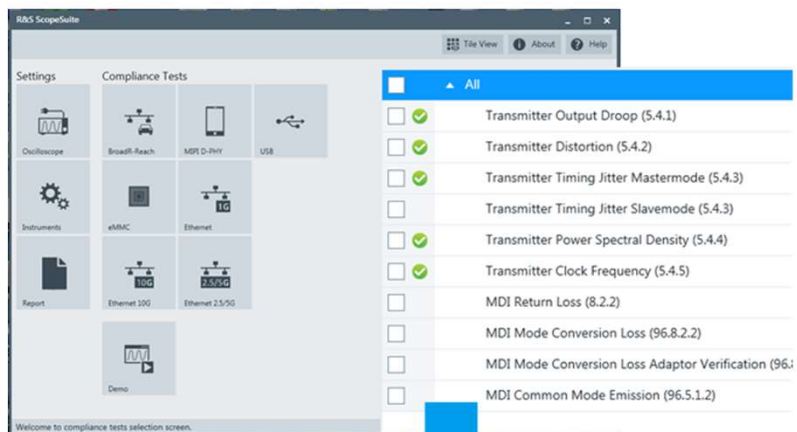 R&S ScopeSuite
Tile View
About
Help
Settings
Compliance Tests
Oscilloscope
BroadR-Reach
MIPI D-PHY
USB
Instruments
eMMC
1G
Ethernet
Report
10G
Ethernet 10G
2.5/5G
Ethernet 2.5/5G
Demo
Welcome to compliance tests selection screen.
All
Transmitter Output Droop (5.4.1)
Transmitter Distortion (5.4.2)
Transmitter Timing Jitter Mastermode (5.4.3)
Transmitter Timing Jitter Slavemode (5.4.3)
Transmitter Power Spectral Density (5.4.4)
Transmitter Clock Frequency (5.4.5)
MDI Return Loss (8.2.2)
MDI Mode Conversion Loss (96.8.2.2)
MDI Mode Conversion Loss Adaptor Verification (96.
MDI Common Mode Emission (96.5.1.2)